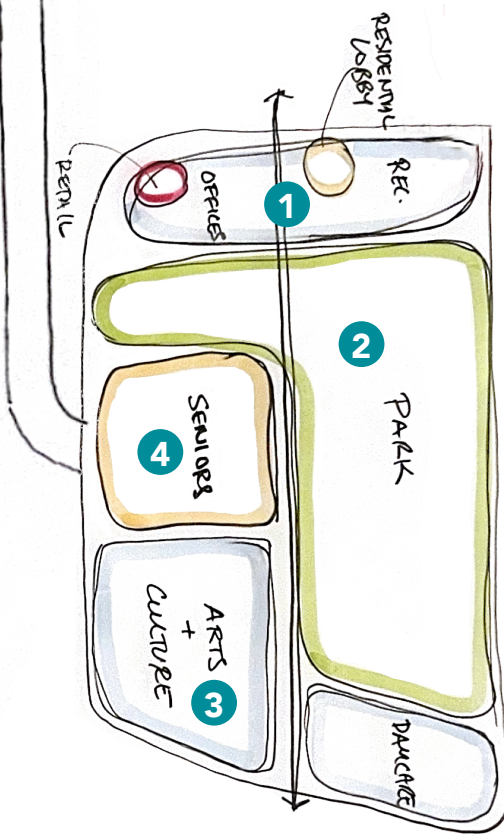 RESIDENTIAL
LOBBY
REC.
1
OFFICES
RETAIL
2
PARK
4
SENIORS
ARTS
+
CULTURE
3
DAYCARE